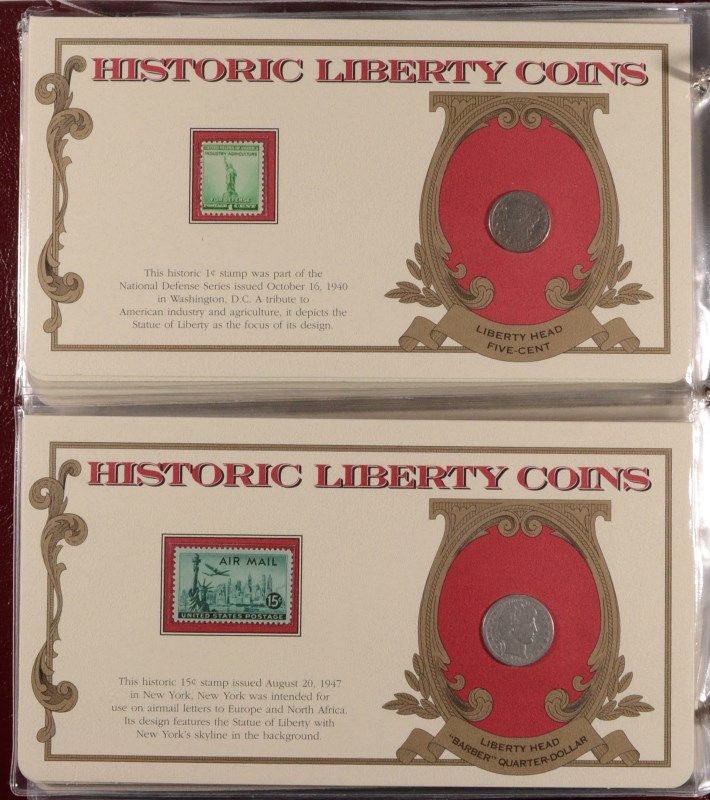 HISTORIC LIBERTY COINS
UNITED STATES OF AMERICA
INDUSTRY AGRICULTURE
FOR DEFENSE
This historic 1¢ stamp was part of the
National Defense Series issued October 16, 1940
in Washington, D.C. A tribute to
American industry and agriculture, it depicts the
Statue of Liberty as the focus of its design.
LIBERTY HEAD
FIVE-CENT
HISTORIC LIBERTY COINS
AIR MAIL
15¢
UNITED STATES POSTAGE
This historic 15¢ stamp issued August 20, 1947
in New York, New York was intended for
use on airmail letters to Europe and North Africa.
Its design features the Statue of Liberty with
New York's skyline in the background.
LIBERTY HEAD
"BARBER" QUARTER-DOLLAR